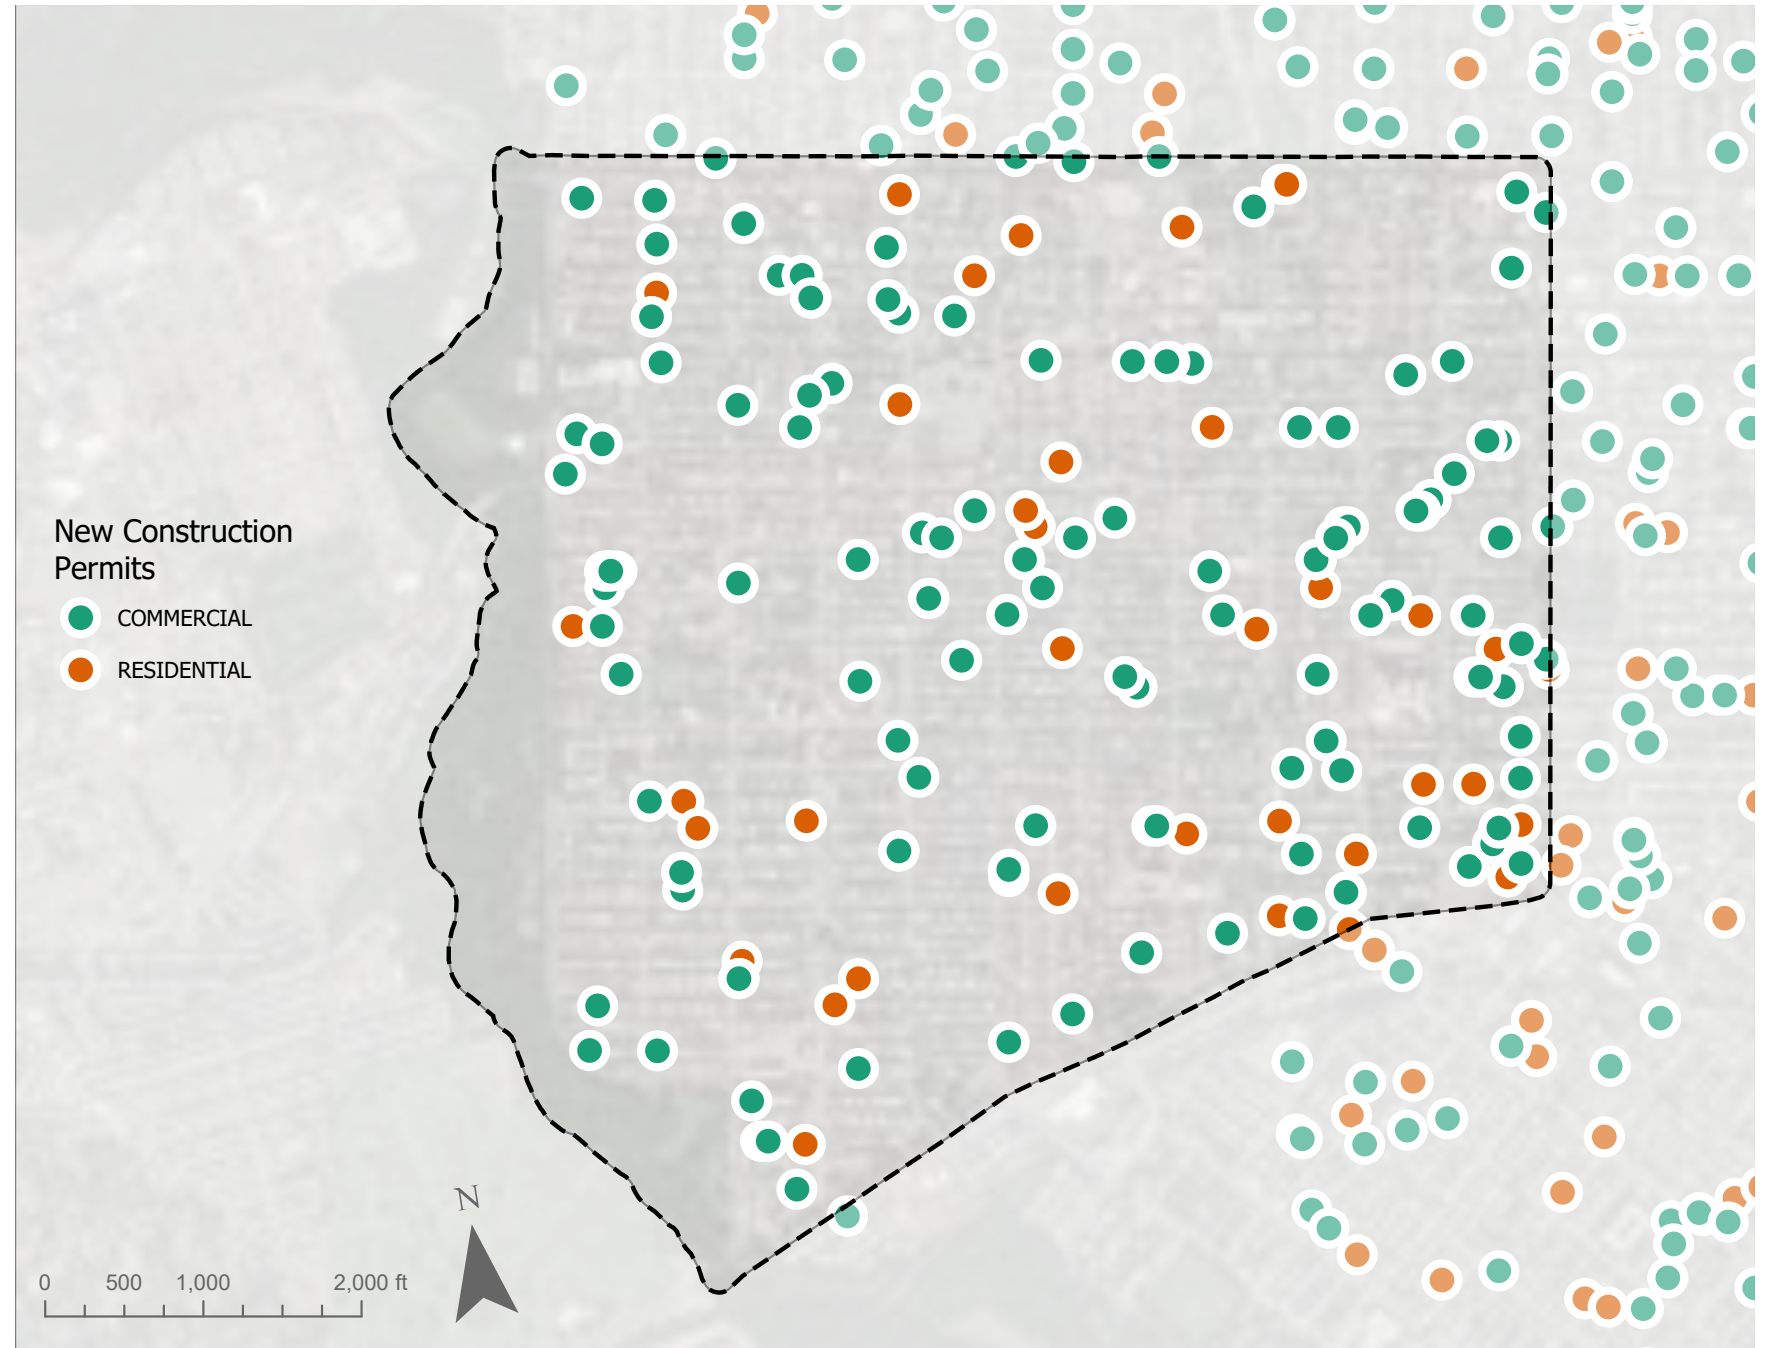 New Construction
Permits
COMMERCIAL
RESIDENTIAL
N
0 500 1,000 2,000 ft